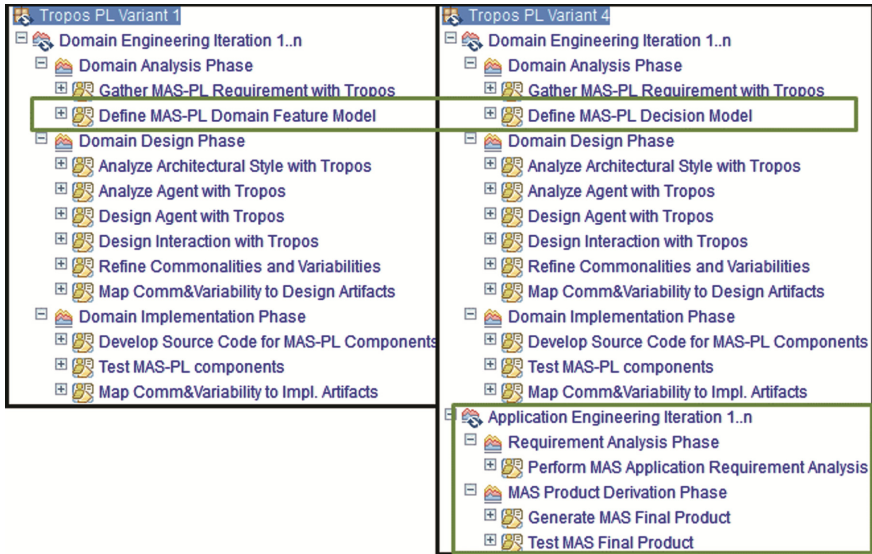 Tropos PL Variant 1
Domain Engineering Iteration 1..n
Domain Analysis Phase
Gather MAS-PL Requirement with Tropos
Define MAS-PL Domain Feature Model
Domain Design Phase
Analyze Architectural Style with Tropos
Analyze Agent with Tropos
Design Agent with Tropos
Design Interaction with Tropos
Refine Commonalities and Variabilities
Map Comm&Variability to Design Artifacts
Domain Implementation Phase
Develop Source Code for MAS-PL Components
Test MAS-PL components
Map Comm&Variability to Impl. Artifacts
Tropos PL Variant 4
Domain Engineering Iteration 1..n
Domain Analysis Phase
Gather MAS-PL Requirement with Tropos
Define MAS-PL Decision Model
Domain Design Phase
Analyze Architectural Style with Tropos
Analyze Agent with Tropos
Design Agent with Tropos
Design Interaction with Tropos
Refine Commonalities and Variabilities
Map Comm&Variability to Design Artifacts
Domain Implementation Phase
Develop Source Code for MAS-PL Components
Test MAS-PL components
Map Comm&Variability to Impl. Artifacts
Application Engineering Iteration 1..n
Requirement Analysis Phase
Perform MAS Application Requirement Analysis
MAS Product Derivation Phase
Generate MAS Final Product
Test MAS Final Product